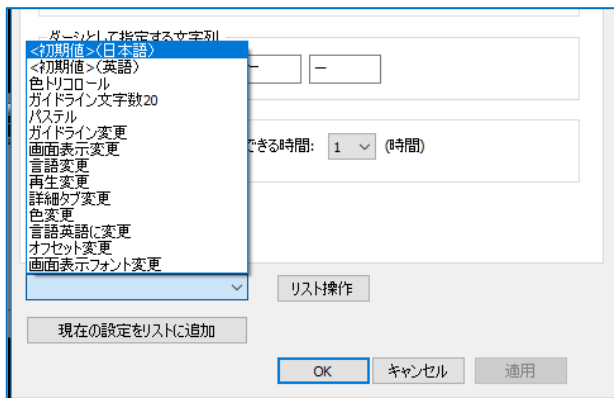 ダーシとして指定する文字列
<初期値>(日本語)
<初期値>(英語)
色トリコロール
ガイドライン文字数20
パステル
ガイドライン変更
画面表示変更
言語変更
再生変更
詳細タブ変更
色変更
言語英語に変更
オフセット変更
画面表示フォント変更
―
できる時間: 1 (時間)
リスト操作
現在の設定をリストに追加
OK キャンセル 適用